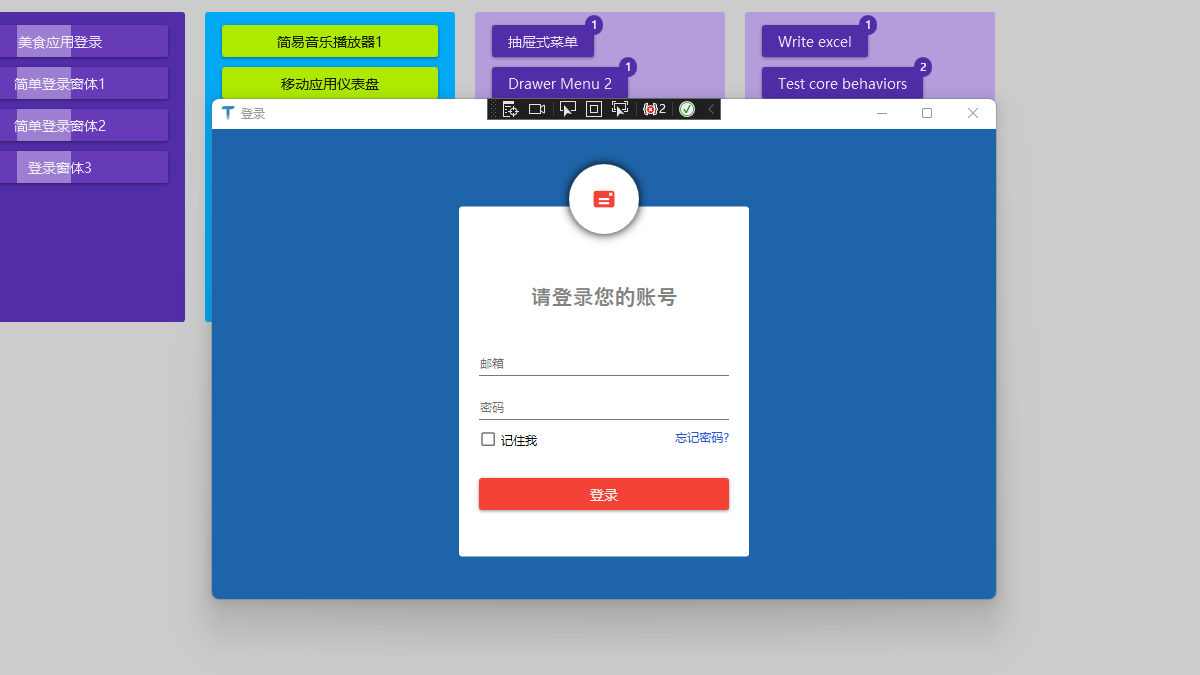 美食应用登录
简单登录窗体1
简单登录窗体2
登录窗体3
简易音乐播放器1
移动应用仪表盘
抽屉式菜单
1
Drawer Menu 2
1
Write excel
1
Test core behaviors
2
登录
2
请登录您的账号
邮箱
密码
记住我
忘记密码?
登录